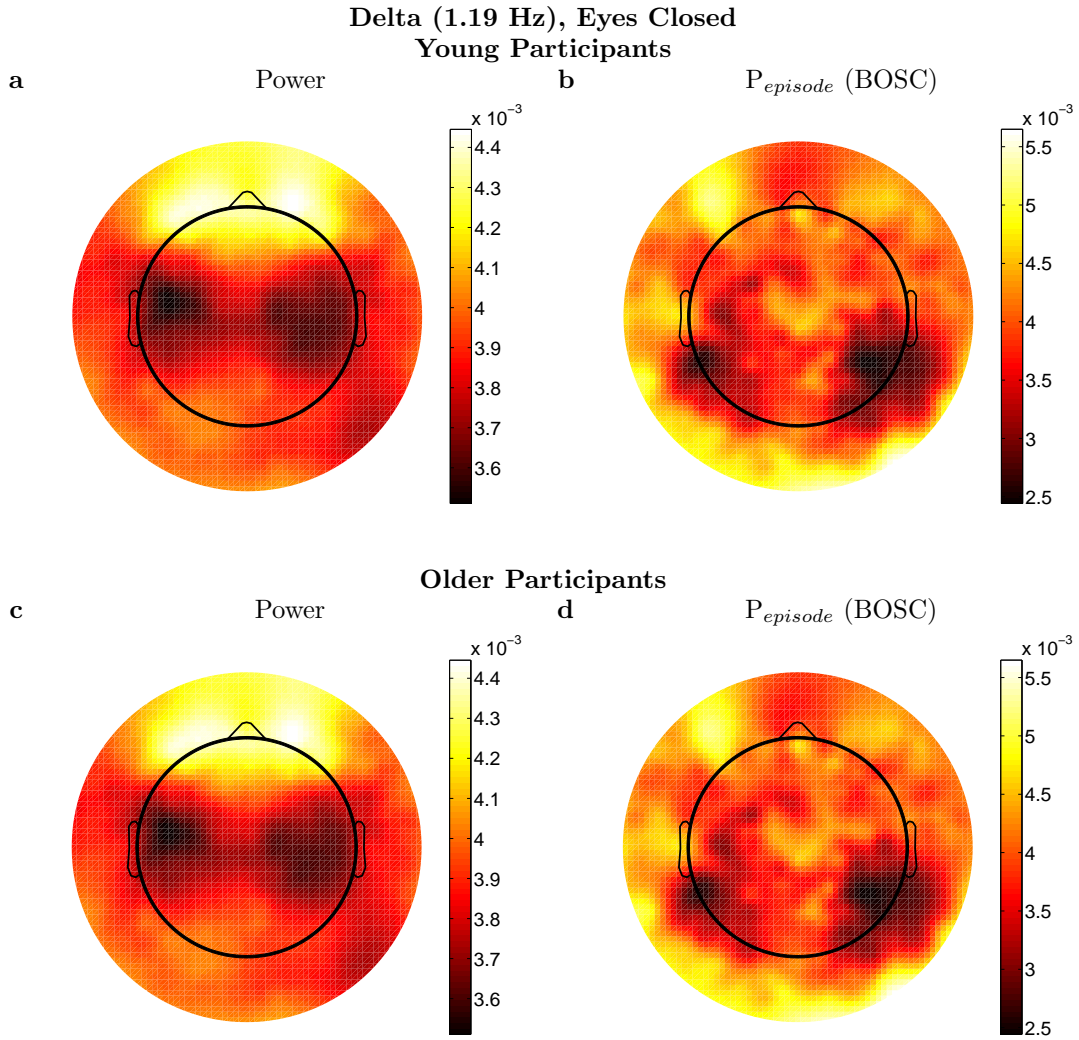 Delta (1.19 Hz), Eyes Closed
Young Participants
a Power
x 10⁻³
4.4
4.3
4.2
4.1
4
3.9
3.8
3.7
3.6
b P_episode (BOSC)
x 10⁻³
5.5
5
4.5
4
3.5
3
2.5
Older Participants
c Power
x 10⁻³
4.4
4.3
4.2
4.1
4
3.9
3.8
3.7
3.6
d P_episode (BOSC)
x 10⁻³
5.5
5
4.5
4
3.5
3
2.5